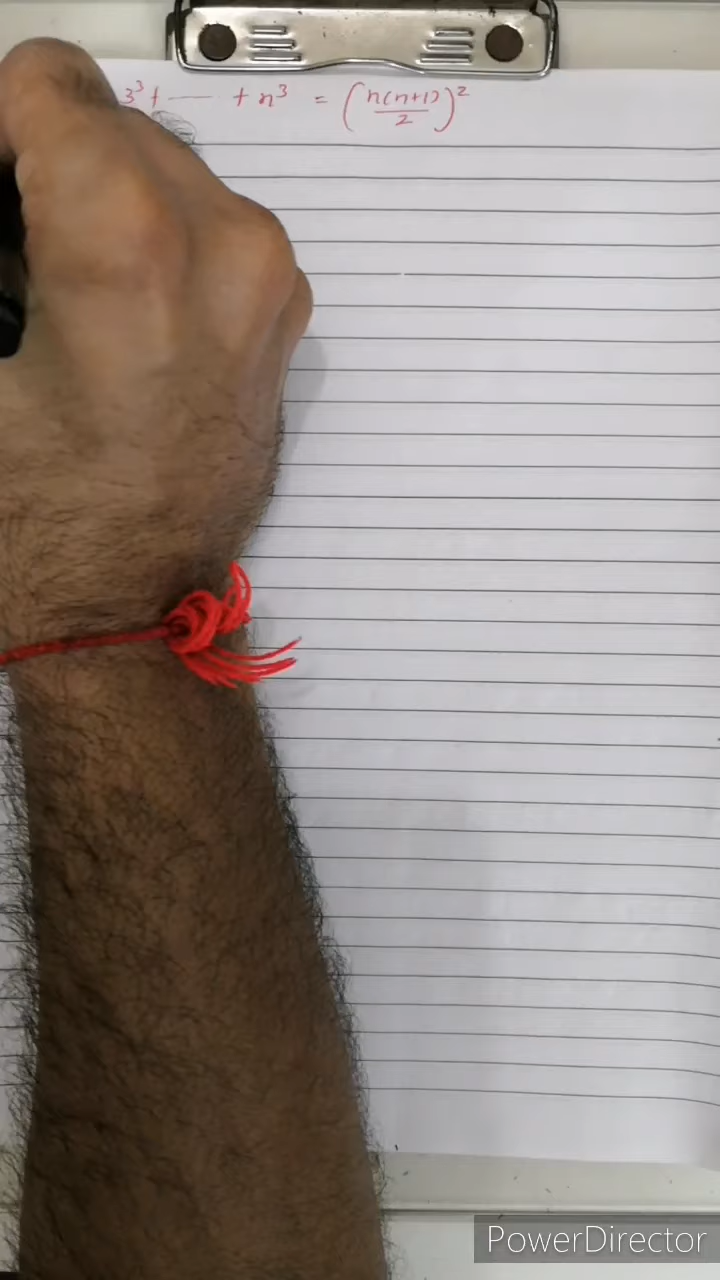 3³ + — + n³ = (n(n+1)/2)²
PowerDirector